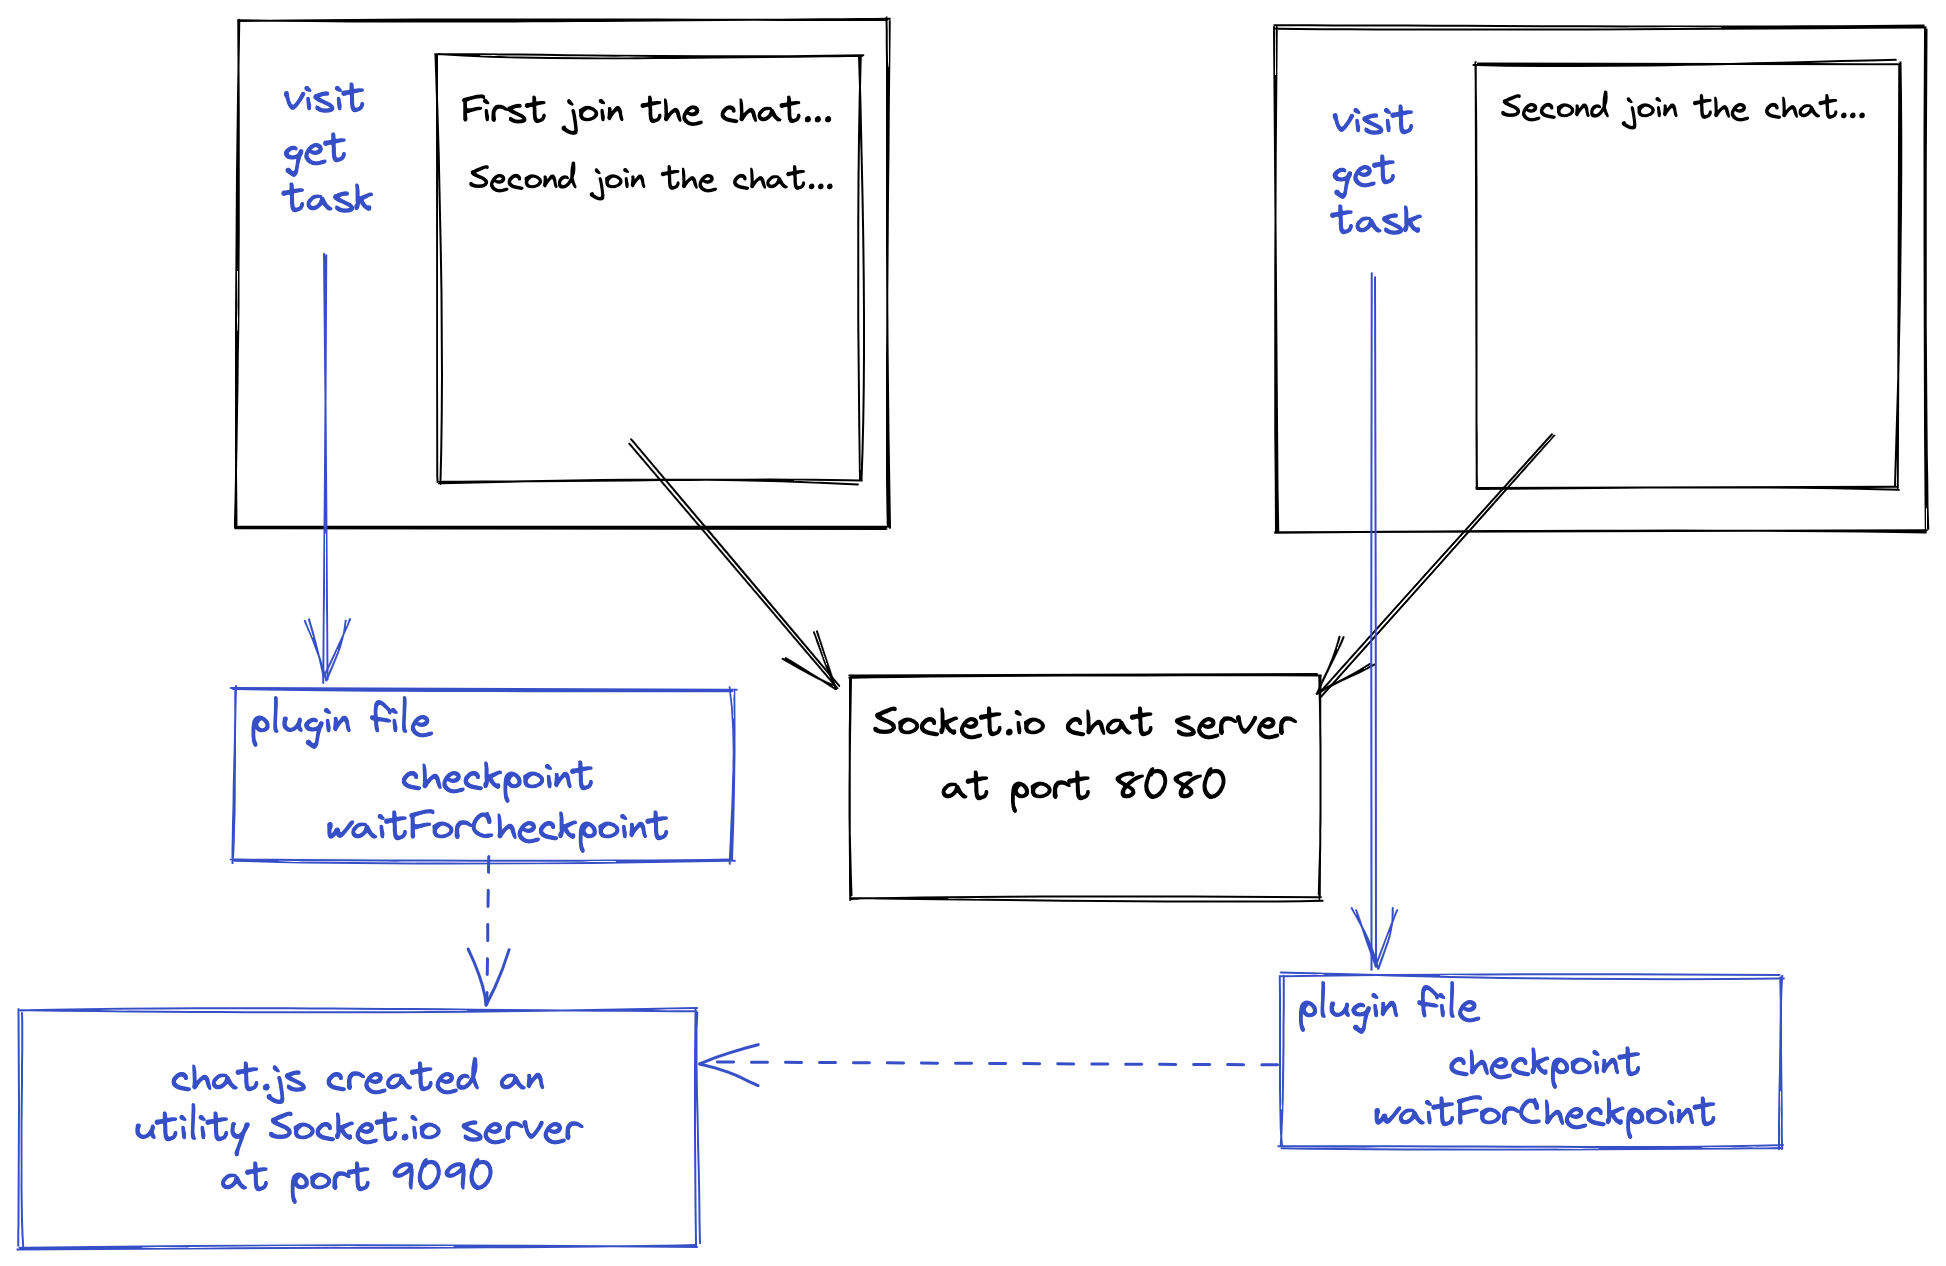 visit
get
task
First join the chat...
Second join the chat...
visit
get
task
Second join the chat...
plugin file
checkpoint
waitForCheckpoint
Socket.io chat server
at port 8080
chat.js created an
utility Socket.io server
at port 9090
plugin file
checkpoint
waitForCheckpoint